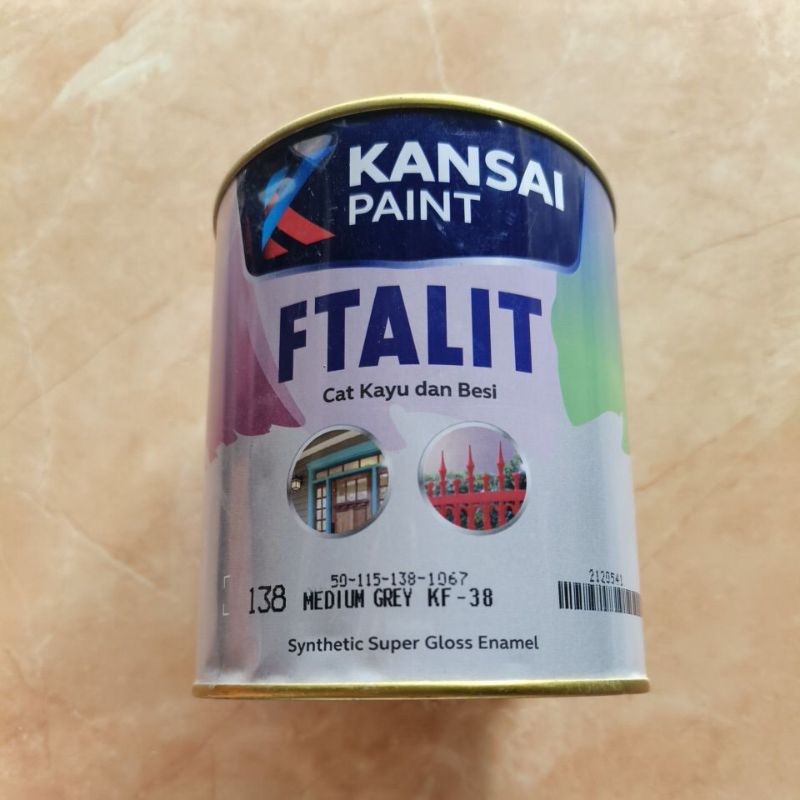 KANSAI
PAINT
FTALIT
Cat Kayu dan Besi
50-115-138-1067
138 MEDIUM GREY KF-38
2120541
Synthetic Super Gloss Enamel